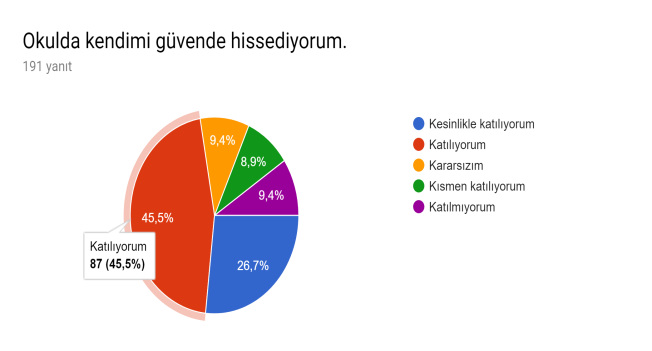 Okulda kendimi güvende hissediyorum.
191 yanıt
Kesinlikle katılıyorum
Katılıyorum
Kararsızım
Kısmen katılıyorum
Katılmıyorum
9,4%
8,9%
9,4%
45,5%
26,7%
Katılıyorum
87 (45,5%)